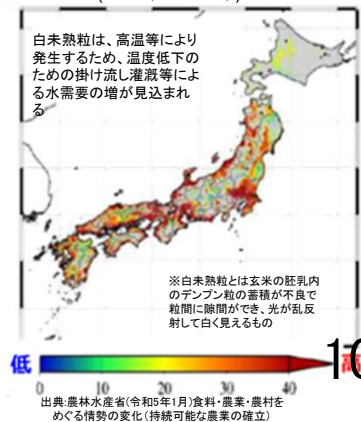 白未熟粒は、高温等により
発生するため、温度低下の
ための掛け流し灌漑等によ
る水需要の増が見込まれ
る
※白未熟粒とは玄米の胚乳内
のデンプン粒の蓄積が不良で
粒間に隙間ができ、光が乱反
射して白く見えるもの
低
高
10
0 10 20 30 40
出典:農林水産省(令和5年1月)食料・農業・農村を
めぐる情勢の変化(持続可能な農業の確立)